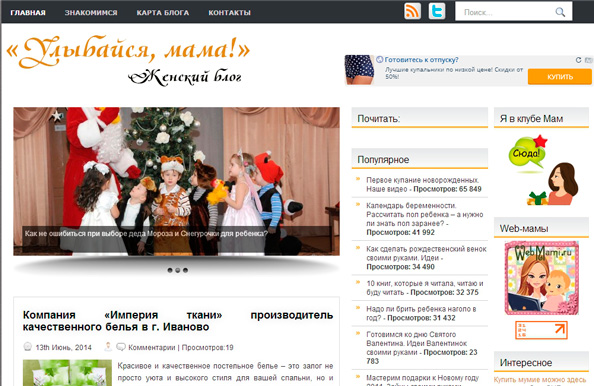 ГЛАВНАЯ ЗНАКОМИМСЯ КАРТА БЛОГА КОНТАКТЫ
Поиск...
«Улыбайся, мама!»
Женский блог
Готовитесь к отпуску?
Лучшие купальники по низкой цене! Скидки от
50%!
КУПИТЬ
Как не ошибиться при выборе деда Мороза и Снегурочки для ребенка?
Компания «Империя ткани» производитель
качественного белья в г. Иваново
13th Июнь, 2014 Комментарии | Просмотров:19
Красивое и качественное постельное белье – это залог не
просто уюта и высокого стиля для вашей спальни, но и
Почитать:
Популярное
Первое купание новорожденных.
Наше видео - Просмотров: 65 849
Календарь беременности.
Рассчитать пол ребенка – а нужно
ли знать пол заранее? -
Просмотров: 41 992
Как сделать рождественский венок
своими руками. Идеи - Просмотров:
34 490
10 книг, которые я читала, читаю и
буду читать - Просмотров: 32 375
Надо ли брить ребенка наголо в
год? - Просмотров: 31 432
Готовимся ко дню Святого
Валентина. Идеи Валентинок
своими руками - Просмотров: 23
783
Мастерим подарки к Новому году
Я в клубе Мам
Сюда!
Web-мамы
WebMami.ru
Интересное
Купить мумие можно здесь